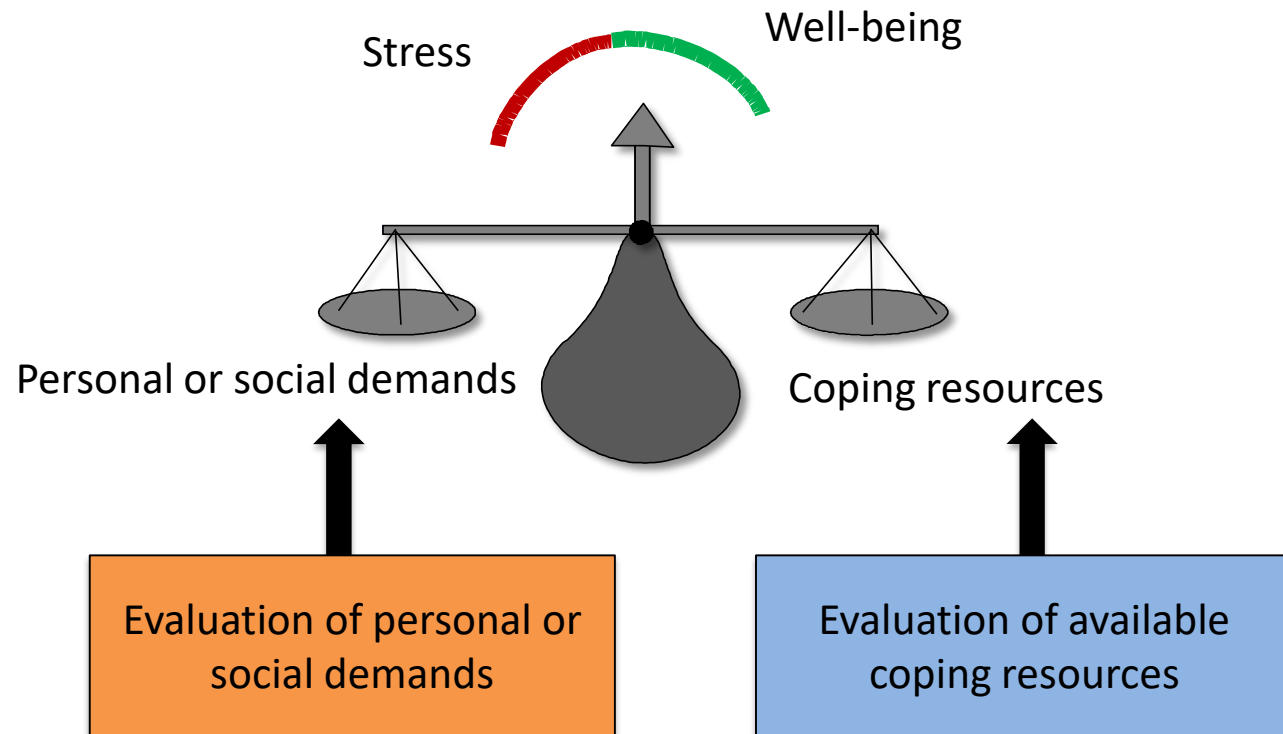 Stress
Well-being
Personal or social demands
Coping resources
Evaluation of personal or
social demands
Evaluation of available
coping resources